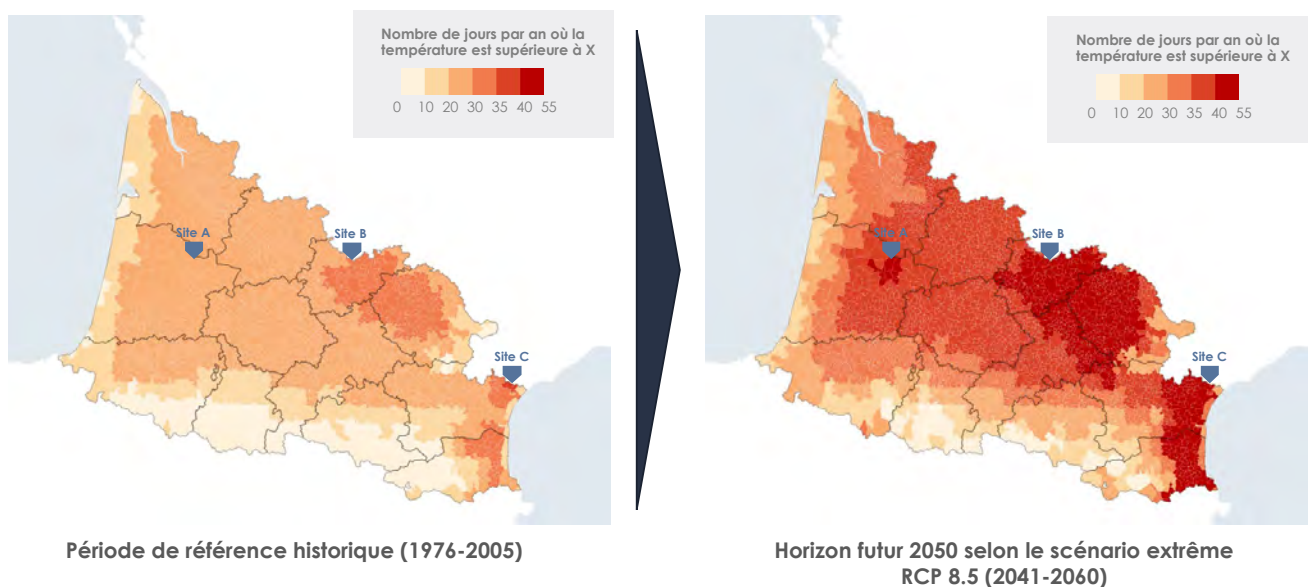 Nombre de jours par an où la
température est supérieure à X
0 10 20 30 35 40 55
Site A
Site B
Site C
Période de référence historique (1976-2005)
Nombre de jours par an où la
température est supérieure à X
0 10 20 30 35 40 55
Site A
Site B
Site C
Horizon futur 2050 selon le scénario extrême
RCP 8.5 (2041-2060)